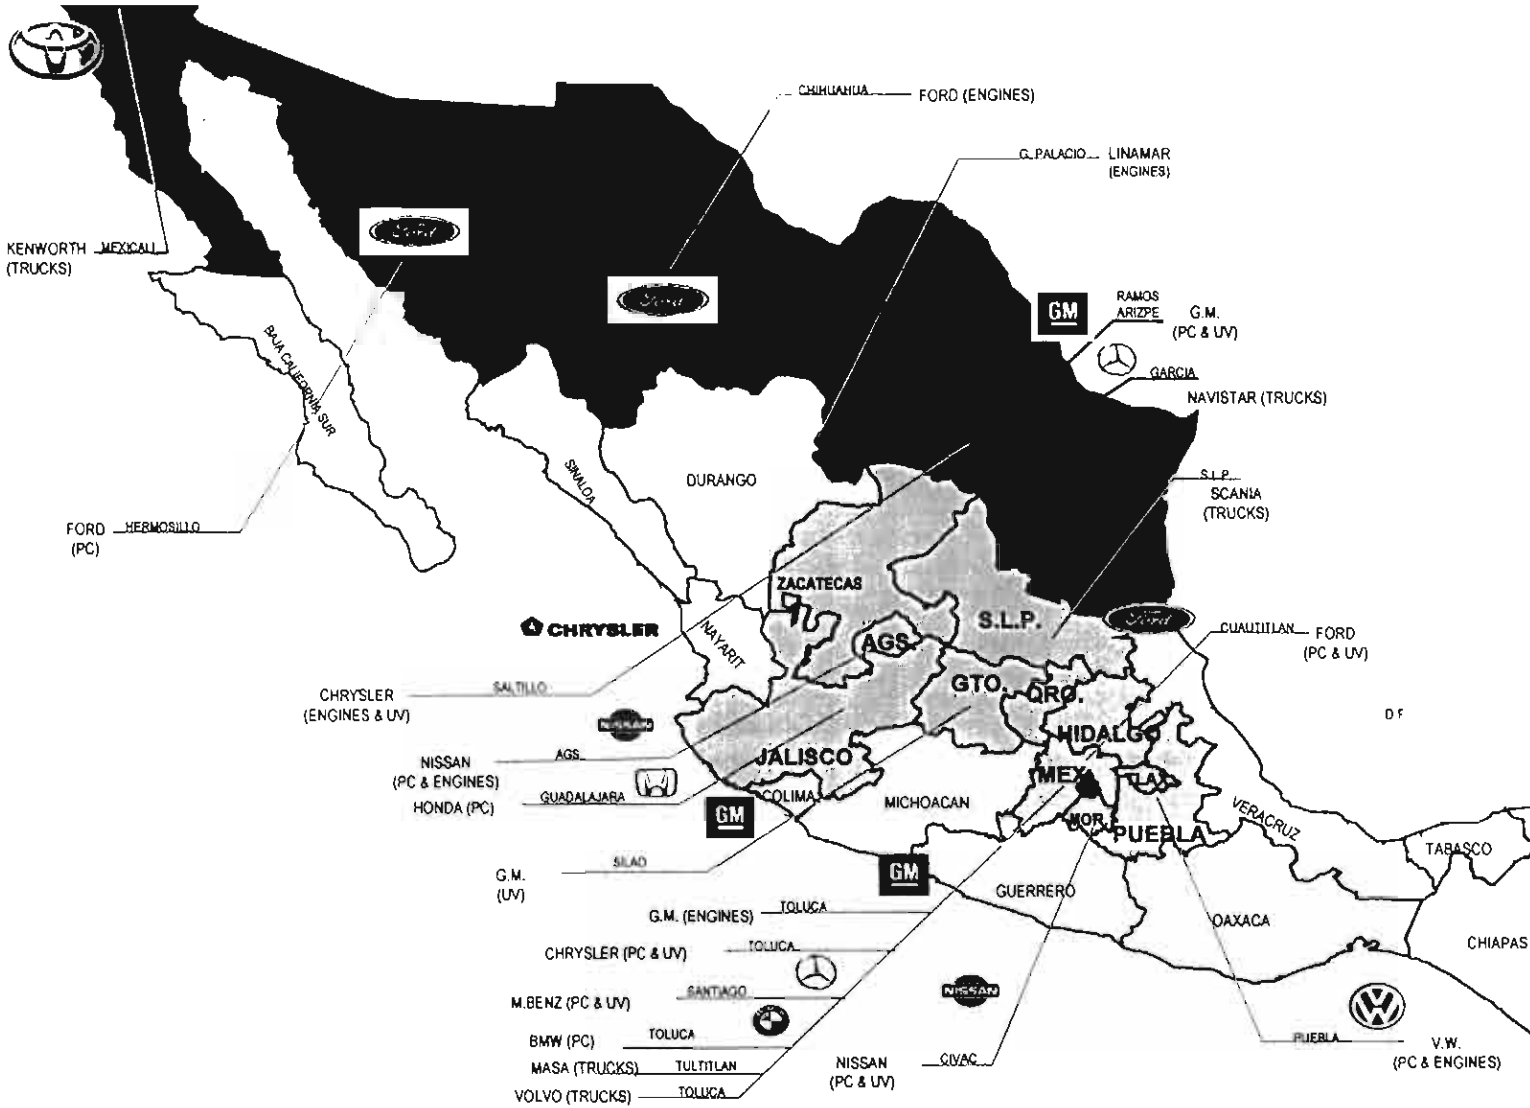 CHIHUAHUA FORD (ENGINES)
G. PALACIO LINAMAR
(ENGINES)
Ford
KENWORTH MEXICALI
(TRUCKS)
Ford
GM
RAMOS
ARIZPE G.M.
(PC & UV)
GARCIA
NAVISTAR (TRUCKS)
BAJA CALIFORNIA SUR
SINALOA
DURANGO
S.L.P.
SCANIA
(TRUCKS)
FORD HERMOSILLO
(PC)
ZACATECAS
CHRYSLER
NAYARIT
AGS.
S.L.P.
Ford
CUAUTITLAN FORD
(PC & UV)
CHRYSLER SALTILLO
(ENGINES & UV)
GTO.
QRO.
D F
NISSAN
HIDALGO
NISSAN AGS.
(PC & ENGINES)
JALISCO
MEX.
TLA
HONDA (PC) GUADALAJARA
COLIMA
MICHOACAN
GM
MOR.
PUEBLA
VERACRUZ
TABASCO
G.M. SILAO
(UV)
GM
GUERRERO
OAXACA
CHIAPAS
G.M. (ENGINES) TOLUCA
CHRYSLER (PC & UV) TOLUCA
M.BENZ (PC & UV) SANTIAGO
NISSAN
BMW (PC) TOLUCA
MASA (TRUCKS) TULTITLAN
VOLVO (TRUCKS) TOLUCA
NISSAN CIVAC
(PC & UV)
PUEBLA V.W.
(PC & ENGINES)